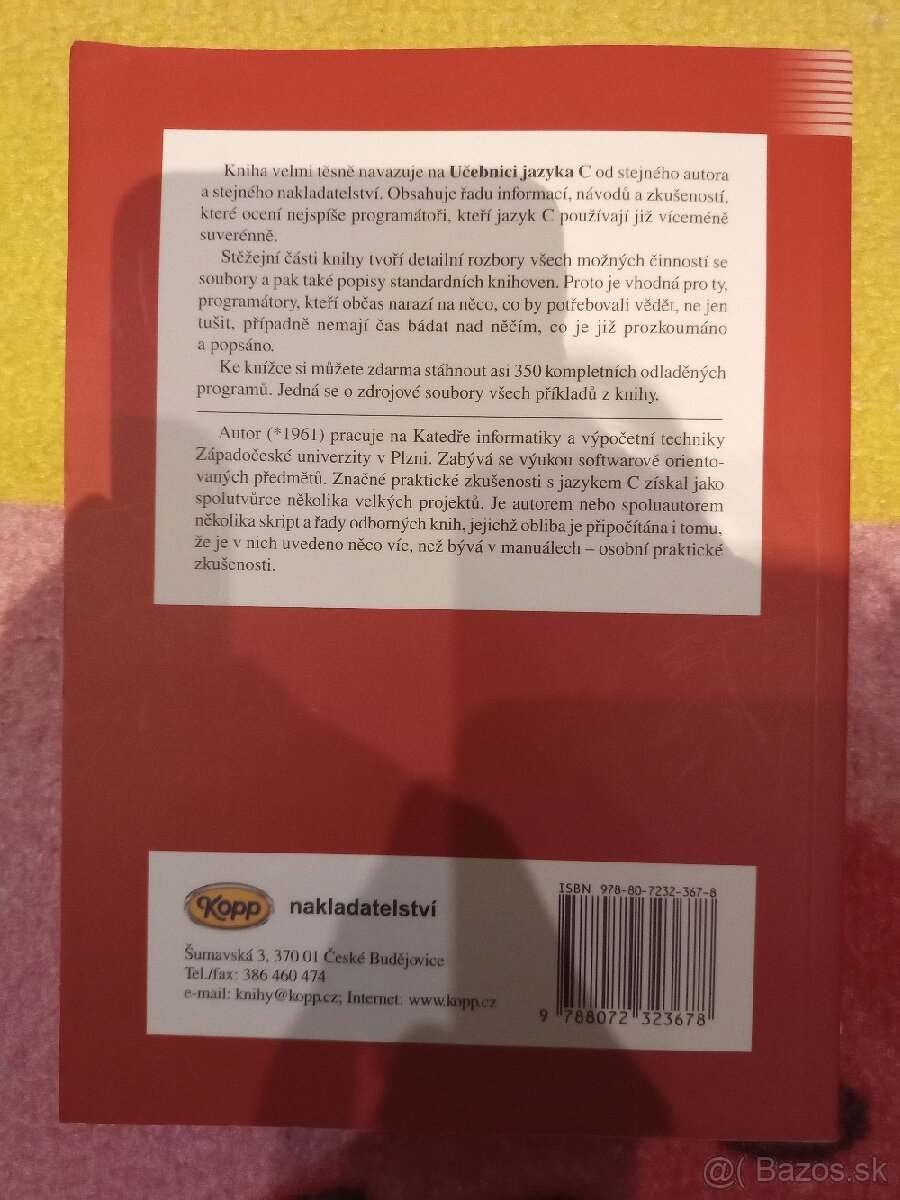 Kniha velmi těsně navazuje na Učebnici jazyka C od stejného autora
a stejného nakladatelství. Obsahuje řadu informací, návodů a zkušeností,
které ocení nejspíše programátoři, kteří jazyk C používají již víceméně
suverénně.
Stěžejní části knihy tvoří detailní rozbory všech možných činností se
soubory a pak také popisy standardních knihoven. Proto je vhodná pro ty,
programátory, kteří občas narazí na něco, co by potřebovali vědět, ne jen
tušit, případně nemají čas bádat nad něčím, co je již prozkoumáno
a popsáno.
Ke knížce si můžete zdarma stáhnout asi 350 kompletních odladěných
programů. Jedná se o zdrojové soubory všech příkladů z knihy.
Autor (*1961) pracuje na Katedře informatiky a výpočetní techniky
Západočeské univerzity v Plzni. Zabývá se výukou softwarově oriento-
vaných předmětů. Značné praktické zkušenosti s jazykem C získal jako
spolutvůrce několika velkých projektů. Je autorem nebo spoluautorem
několika skript a řady odborných knih, jejichž obliba je připočítána i tomu,
že je v nich uvedeno něco víc, než bývá v manuálech – osobní praktické
zkušenosti.
Kopp nakladatelství
Šumavská 3, 370 01 České Budějovice
Tel./fax: 386 460 474
e-mail: knihy@kopp.cz; Internet: www.kopp.cz
ISBN 978-80-7232-367-8
9 788072 323678
@( Bazos.sk